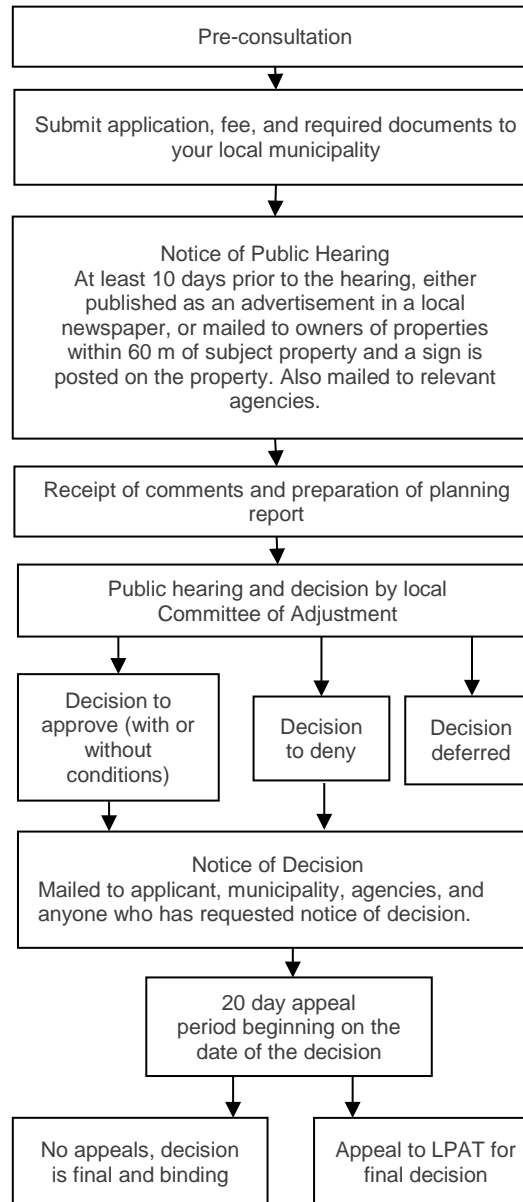 Pre-consultation
Submit application, fee, and required documents to
your local municipality
Notice of Public Hearing
At least 10 days prior to the hearing, either
published as an advertisement in a local
newspaper, or mailed to owners of properties
within 60 m of subject property and a sign is
posted on the property. Also mailed to relevant
agencies.
Receipt of comments and preparation of planning
report
Public hearing and decision by local
Committee of Adjustment
Decision to
approve (with or
without
conditions)
Decision
to deny
Decision
deferred
Notice of Decision
Mailed to applicant, municipality, agencies, and
anyone who has requested notice of decision.
20 day appeal
period beginning on the
date of the decision
No appeals, decision
is final and binding
Appeal to LPAT for
final decision